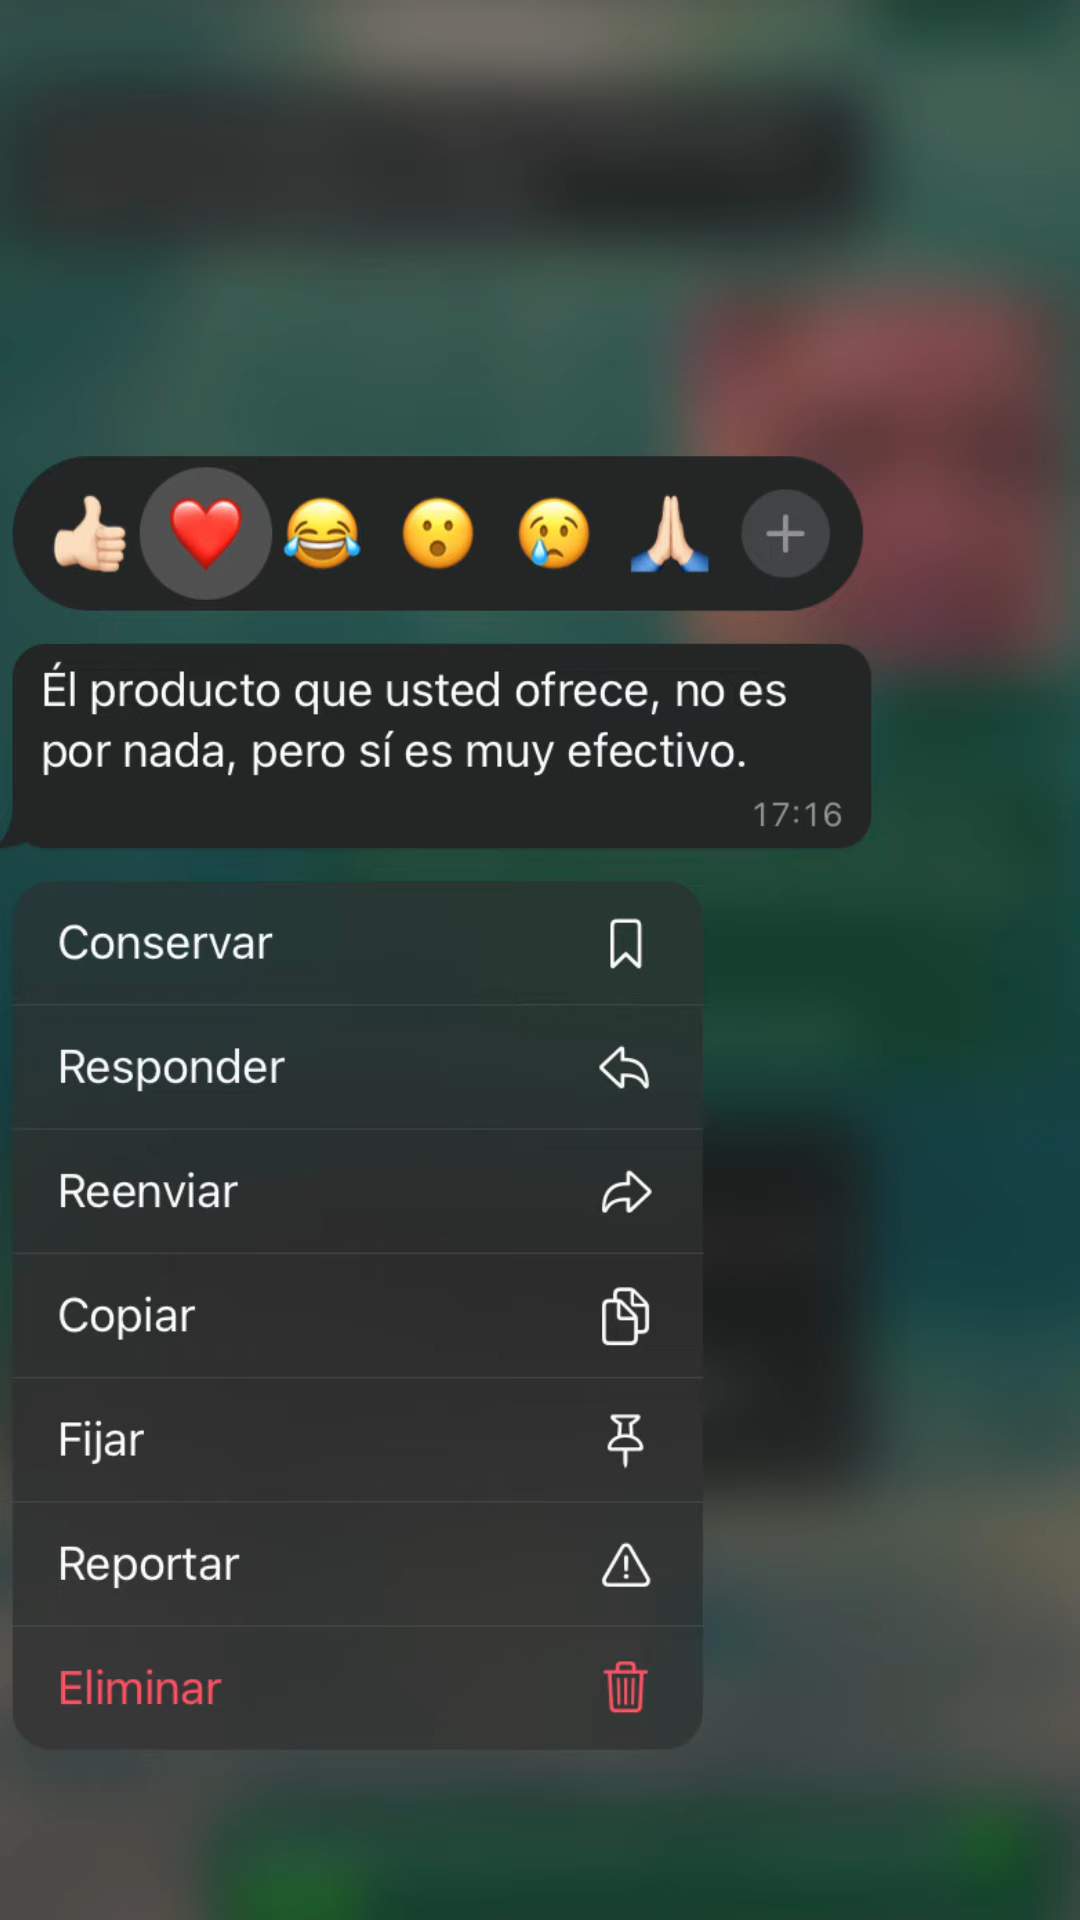 Él producto que usted ofrece, no es
por nada, pero sí es muy efectivo.
17:16
Conservar
Responder
Reenviar
Copiar
Fijar
Reportar
Eliminar